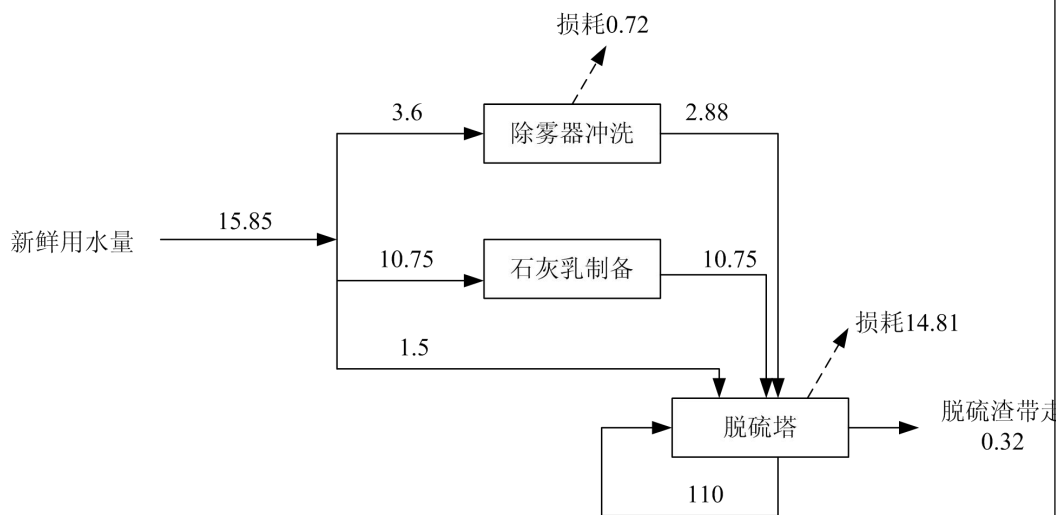 损耗0.72
3.6
除雾器冲洗
2.88
新鲜用水量
15.85
10.75
石灰乳制备
10.75
损耗14.81
1.5
脱硫塔
脱硫渣带走
0.32
110